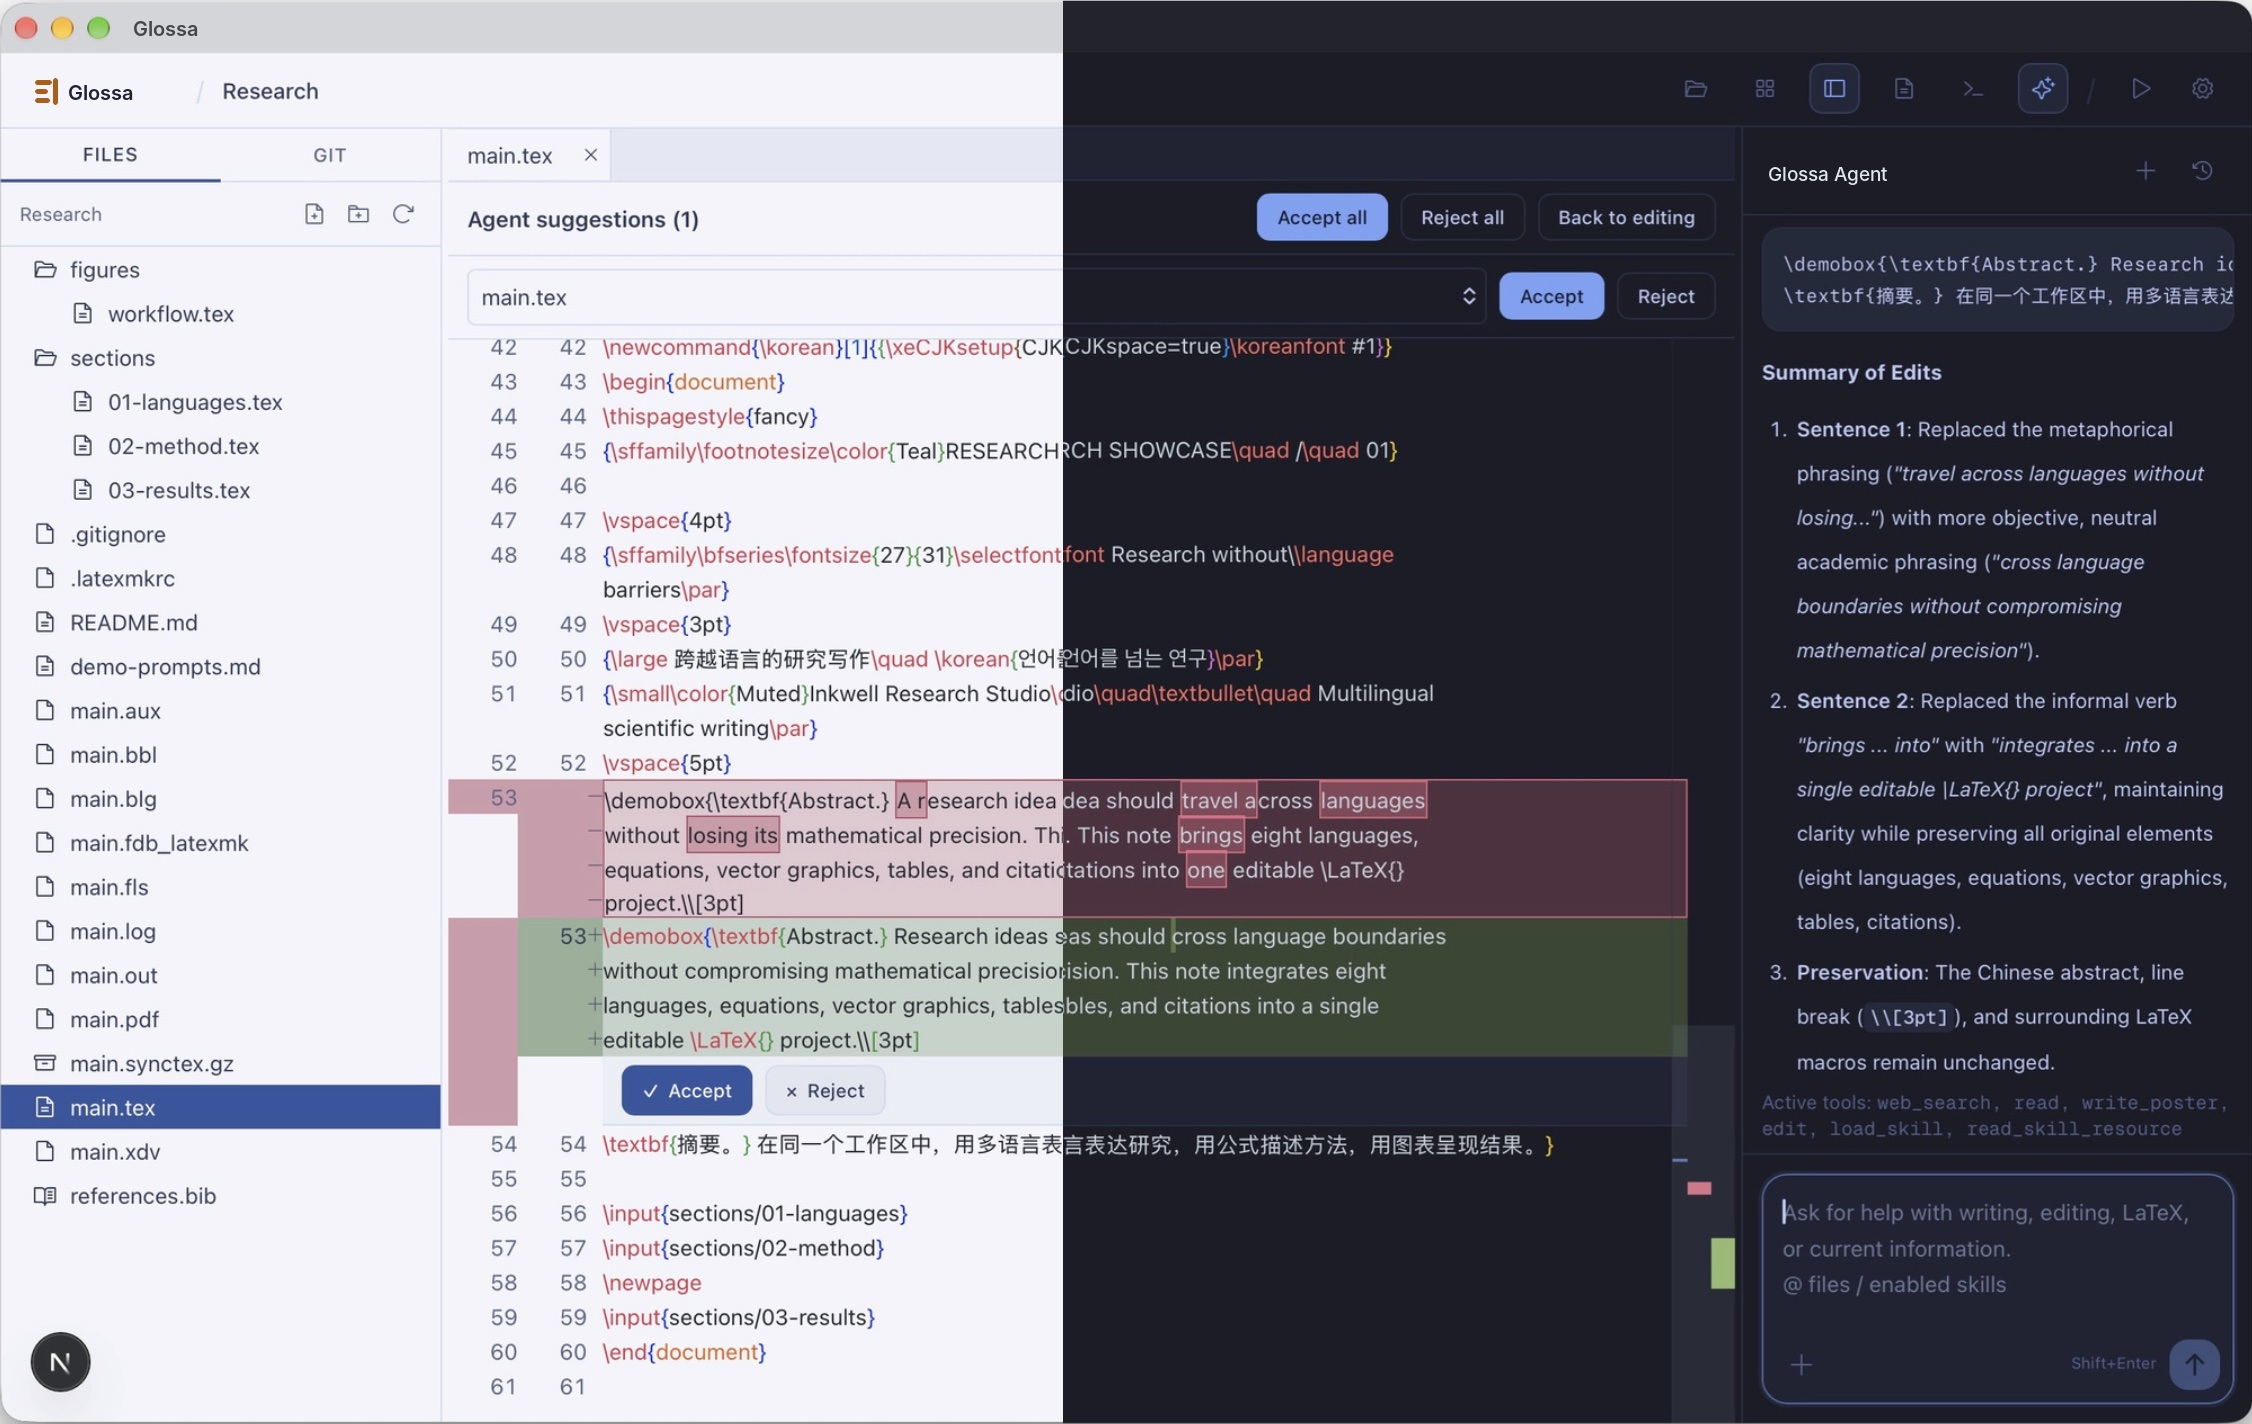 Glossa
Glossa / Research
FILES GIT
Research
figures
workflow.tex
sections
01-languages.tex
02-method.tex
03-results.tex
.gitignore
.latexmkrc
README.md
demo-prompts.md
main.aux
main.bbl
main.blg
main.fdb_latexmk
main.fls
main.log
main.out
main.pdf
main.synctex.gz
main.tex
main.xdv
references.bib
N
main.tex ×
Agent suggestions (1)
Accept all Reject all Back to editing
main.tex Accept Reject
42 42 \newcommand{\korean}[1]{{\xeCJKsetup{CJKCJKspace=true}\koreanfont #1}}
43 43 \begin{document}
44 44 \thispagestyle{fancy}
45 45 {\sffamily\footnotesize\color{Teal}RESEARCHRCH SHOWCASE\quad /\quad 01}
46 46
47 47 \vspace{4pt}
48 48 {\sffamily\bfseries\fontsize{27}{31}\selectfontfont Research without\\language
barriers\par}
49 49 \vspace{3pt}
50 50 {\large 跨越语言的研究写作\quad \korean{언어를언어를 넘는 연구}\par}
51 51 {\small\color{Muted}Inkwell Research Studio\dio\quad\textbullet\quad Multilingual
scientific writing\par}
52 52 \vspace{5pt}
53 − \demobox{\textbf{Abstract.} A research idea dea should travel across languages
− without losing its mathematical precision. Thi. This note brings eight languages,
− equations, vector graphics, tables, and citatictations into one editable \LaTeX{}
− project.\\[3pt]
53 + \demobox{\textbf{Abstract.} Research ideas seas should cross language boundaries
+ without compromising mathematical precisiorision. This note integrates eight
+ languages, equations, vector graphics, tablesbles, and citations into a single
+ editable \LaTeX{} project.\\[3pt]
✓ Accept × Reject
54 54 \textbf{摘要。} 在同一个工作区中，用多语言表言表达研究，用公式描述方法，用图表呈现结果。}
55 55
56 56 \input{sections/01-languages}
57 57 \input{sections/02-method}
58 58 \newpage
59 59 \input{sections/03-results}
60 60 \end{document}
61 61
Glossa Agent
\demobox{\textbf{Abstract.} Research
\textbf{摘要。} 在同一个工作区中，用多语言表达
Summary of Edits
1. Sentence 1: Replaced the metaphorical
phrasing ("travel across languages without
losing...") with more objective, neutral
academic phrasing ("cross language
boundaries without compromising
mathematical precision").
2. Sentence 2: Replaced the informal verb
"brings ... into" with "integrates ... into a
single editable |LaTeX{} project", maintaining
clarity while preserving all original elements
(eight languages, equations, vector graphics,
tables, citations).
3. Preservation: The Chinese abstract, line
break ( \\[3pt] ), and surrounding LaTeX
macros remain unchanged.
Active tools: web_search, read, write_poster,
edit, load_skill, read_skill_resource
Ask for help with writing, editing, LaTeX,
or current information.
@ files / enabled skills
Shift+Enter